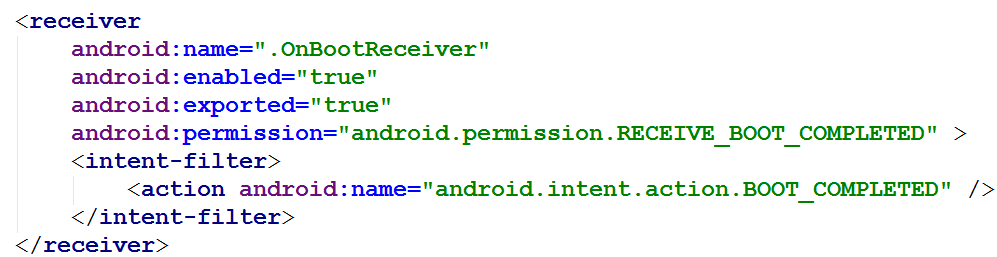 <receiver
android:name=".OnBootReceiver"
android:enabled="true"
android:exported="true"
android:permission="android.permission.RECEIVE_BOOT_COMPLETED" >
<intent-filter>
<action android:name="android.intent.action.BOOT_COMPLETED" />
</intent-filter>
</receiver>